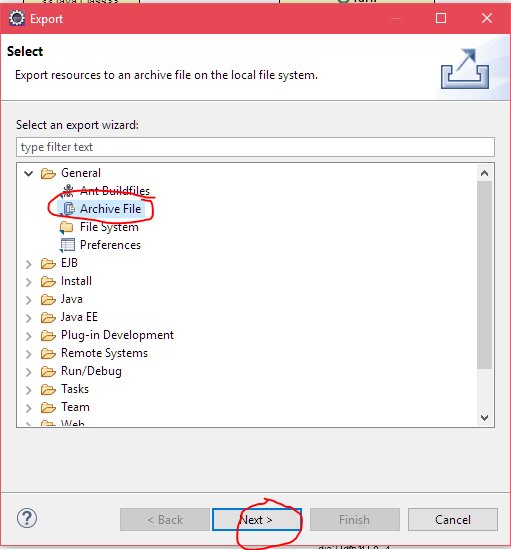 Export
Select
Export resources to an archive file on the local file system.
Select an export wizard:
type filter text
General
Ant Buildfiles
Archive File
File System
Preferences
EJB
Install
Java
Java EE
Plug-in Development
Remote Systems
Run/Debug
Tasks
Team
Web
< Back
Next >
Finish
Cancel